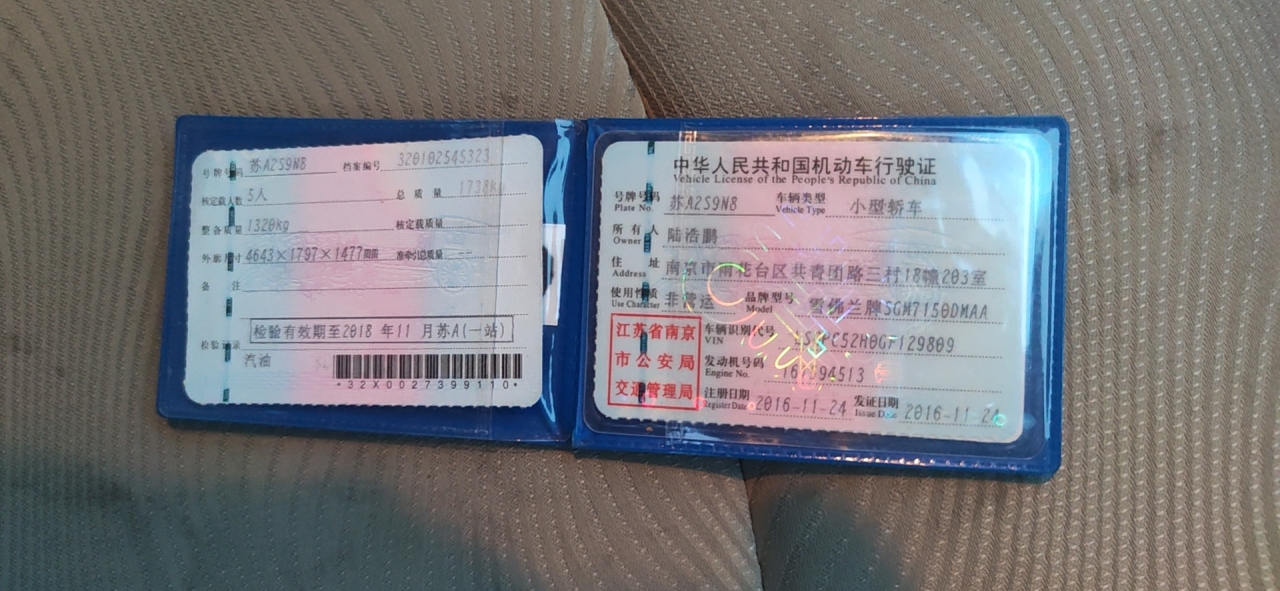 号牌号码 苏A2S9N8 档案编号 320102545323
核定载人数 5人 总质量 1738kg
整备质量 1320kg 核定载质量
外廓尺寸 4643×1797×1477 准牵引总质量 --
备注
检验有效期至2018 年11 月苏A(一站)
检验记录
汽油
*32X0027399110*
中华人民共和国机动车行驶证
Vehicle License of the People's Republic of China
号牌号码 苏A2S9N8 车辆类型 小型轿车
Plate No. Vehicle Type
所有人 陆浩鹏
Owner
住址 南京市雨花台区共青团路三村18幢203室
Address
使用性质 非营运 品牌型号 雪佛兰牌SGM7150DMAA
Use Character Model
江苏省南京
市公安局
交通管理局
车辆识别代号
VIN
发动机号码
Engine No.
注册日期 2016-11-24 发证日期 2016-11-24
Register Date Issue Date